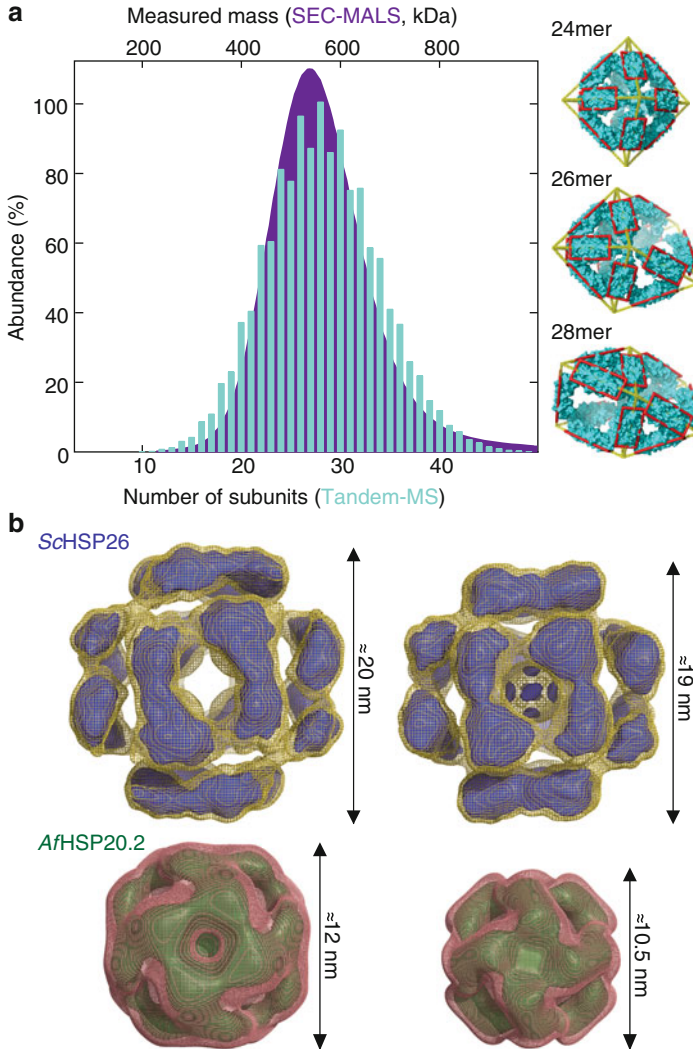 a
Measured mass (SEC-MALS, kDa)
200 400 600 800
100
80
60
40
20
0
Abundance (%)
10 20 30 40
Number of subunits (Tandem-MS)
24mer
26mer
28mer
b
ScHSP26
≈20 nm
≈19 nm
AfHSP20.2
≈12 nm
≈10.5 nm